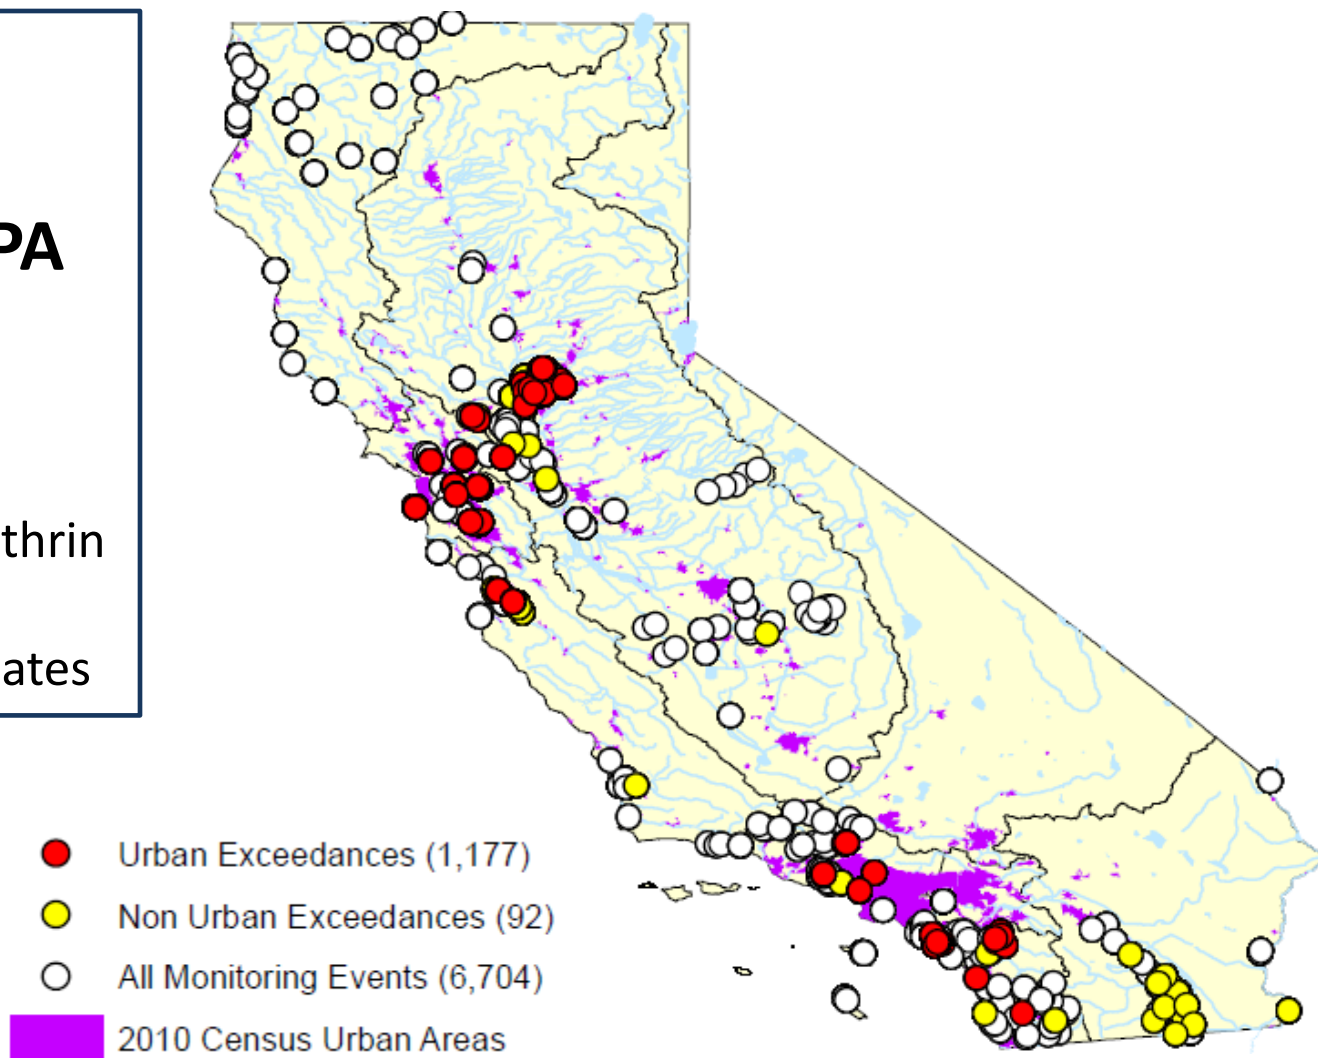 PA
thrin
ates
Urban Exceedances (1,177)
Non Urban Exceedances (92)
All Monitoring Events (6,704)
2010 Census Urban Areas